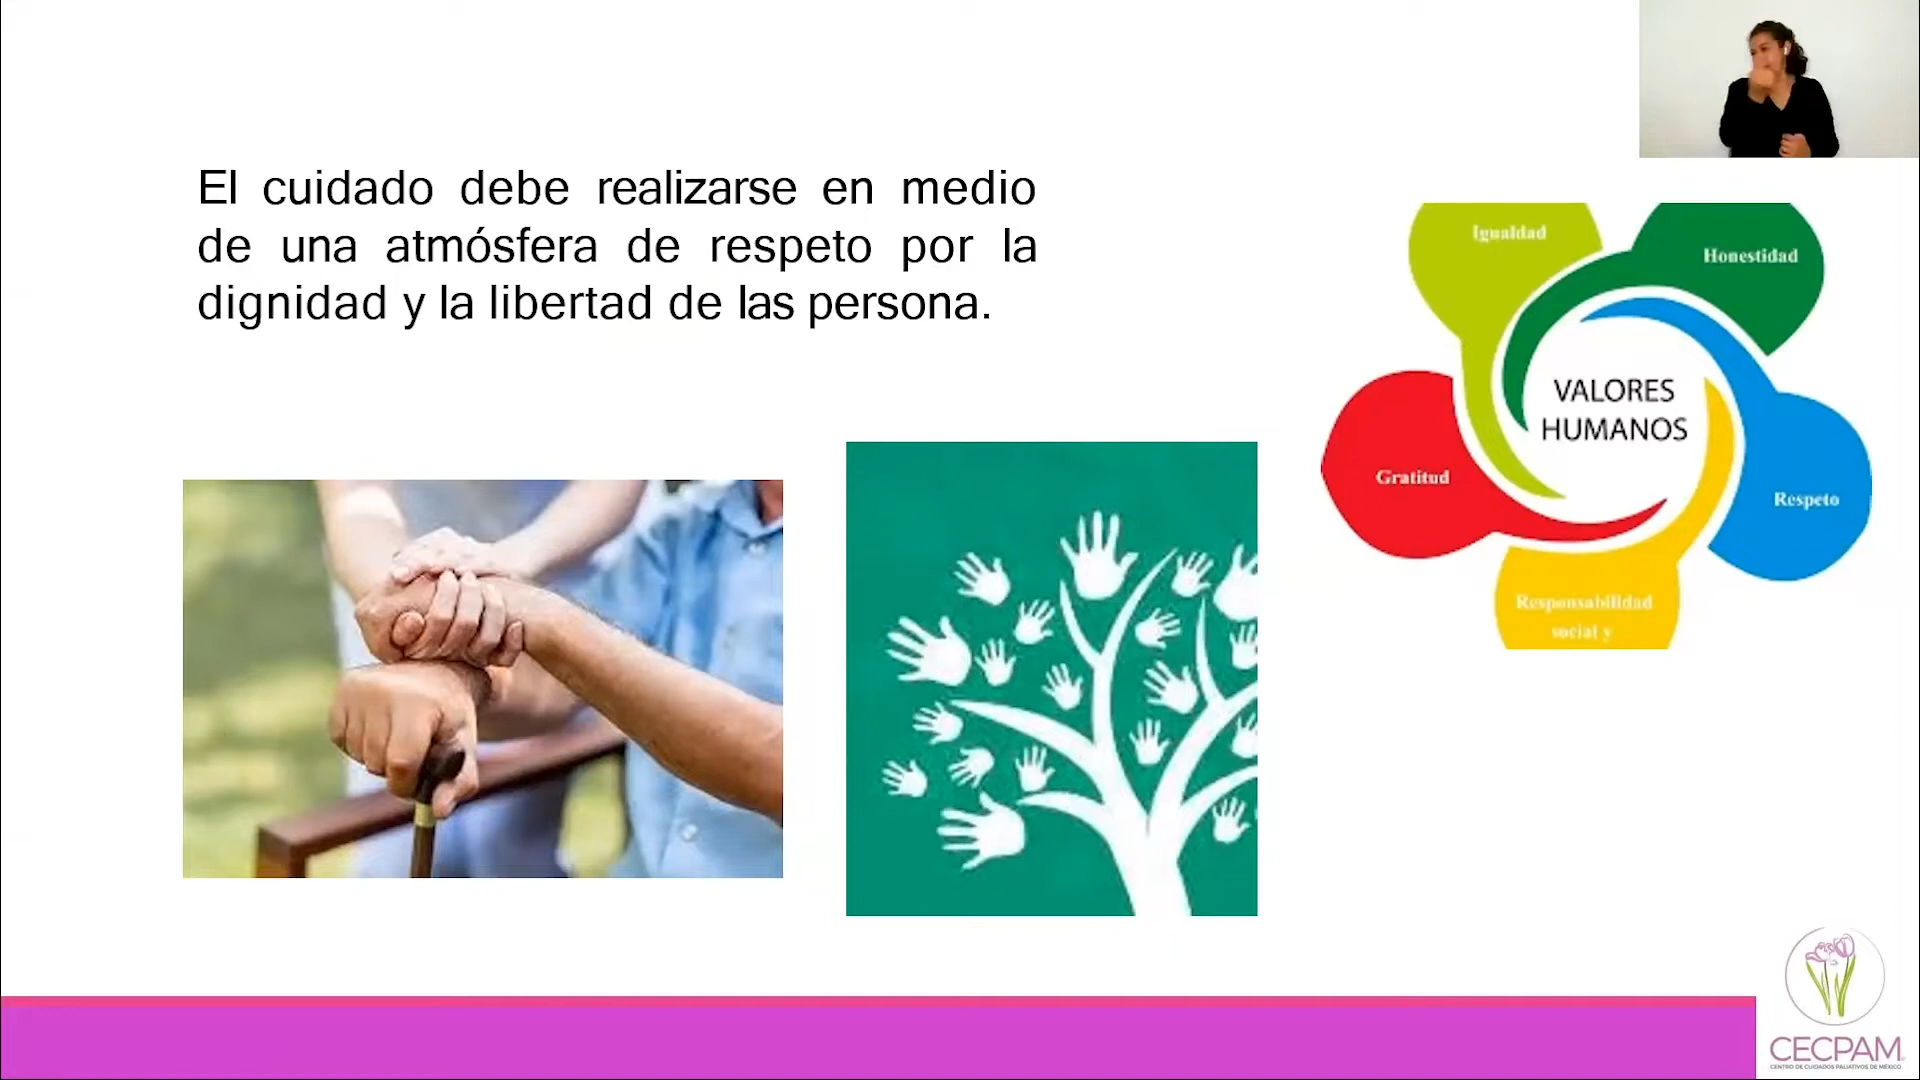 El cuidado debe realizarse en medio
de una atmósfera de respeto por la
dignidad y la libertad de las persona.
Igualdad
Honestidad
VALORES
HUMANOS
Gratitud
Respeto
Responsabilidad
social y
CECPAM
CENTRO DE CUIDADOS PALIATIVOS DE MÉXICO